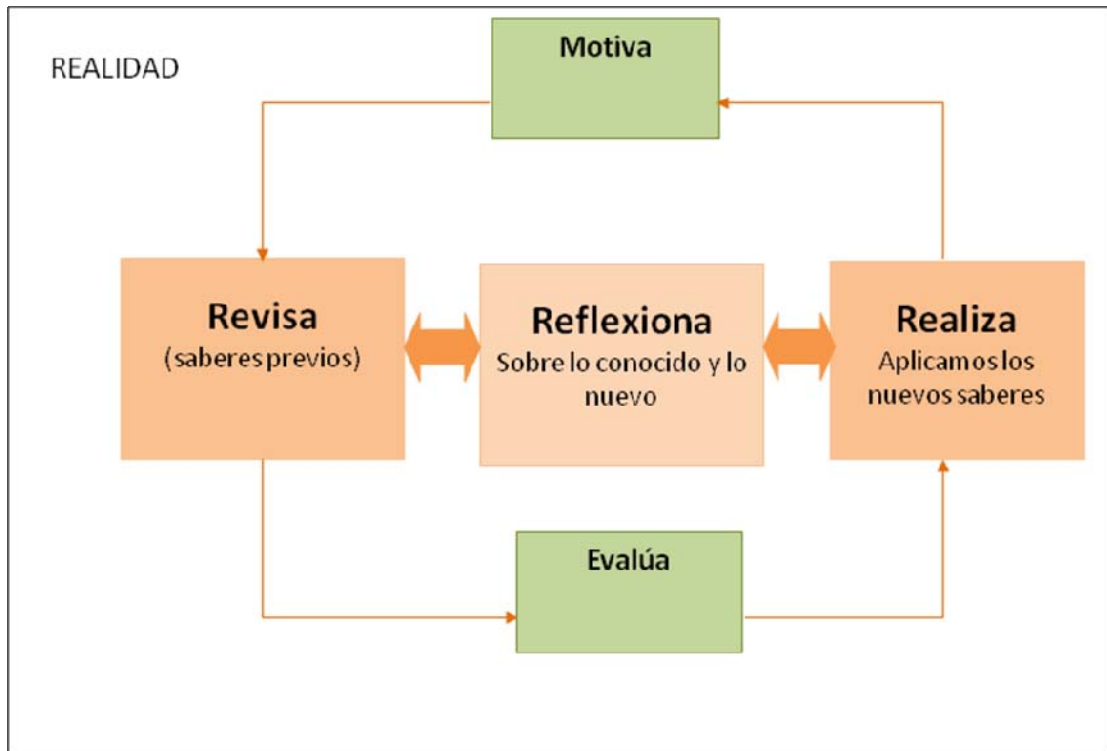 REALIDAD
Motiva
Revisa
(saberes previos)
Reflexiona
Sobre lo conocido y lo
nuevo
Realiza
Aplicamos los
nuevos saberes
Evalúa